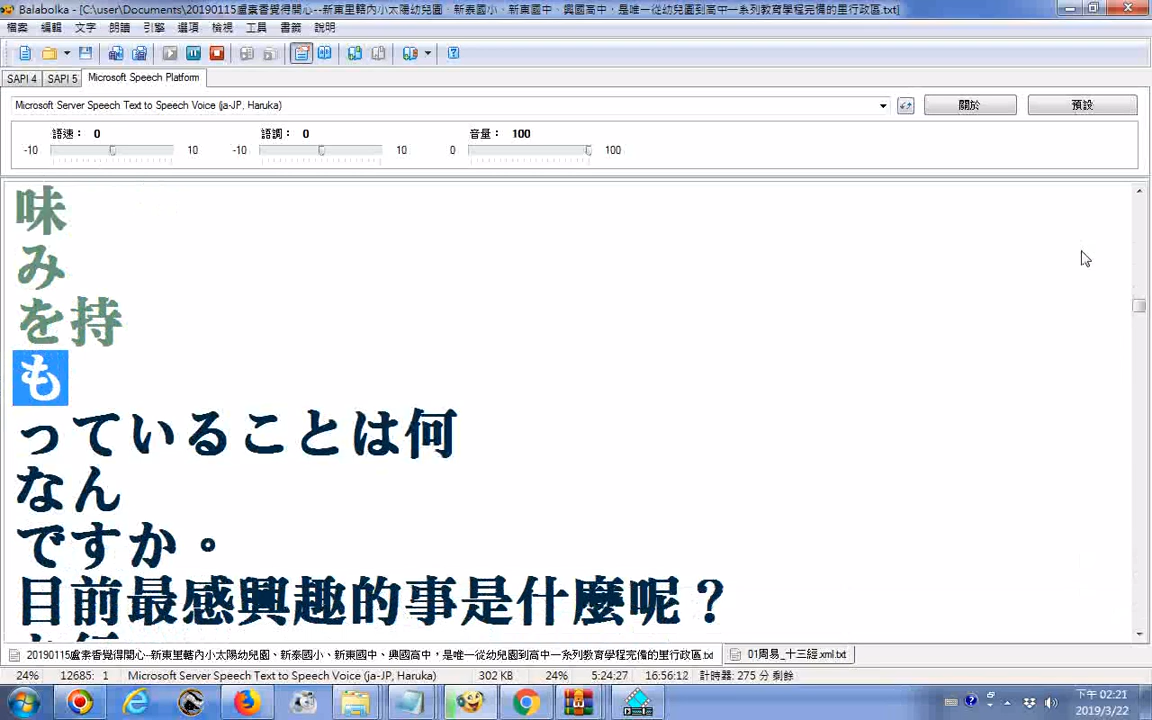 Balabolka - [C:\user\Documents\20190115盧素香覺得開心--新東里轄內小太陽幼兒園、新泰國小、新東國中、興國高中，是唯一從幼兒園到高中一系列教育學程完備的里行政區.txt]
檔案 編輯 文字 朗讀 引擎 選項 檢視 工具 書籤 說明
SAPI 4 SAPI 5 Microsoft Speech Platform
Microsoft Server Speech Text to Speech Voice (ja-JP, Haruka) 關於 預設
語速： 0 語調： 0 音量： 100
-10 10 -10 10 0 100
味
み
を持
も
っていることは何
なん
ですか。
目前最感興趣的事是什麼呢？
20190115盧素香覺得開心--新東里轄內小太陽幼兒園、新泰國小、新東國中、興國高中，是唯一從幼兒園到高中一系列教育學程完備的里行政區.txt 01周易_十三經.xml.txt
24% 12685: 1 Microsoft Server Speech Text to Speech Voice (ja-JP, Haruka) 302 KB 24% 5:24:27 16:56:12 計時器: 275 分 剩餘
下午 02:21
2019/3/22